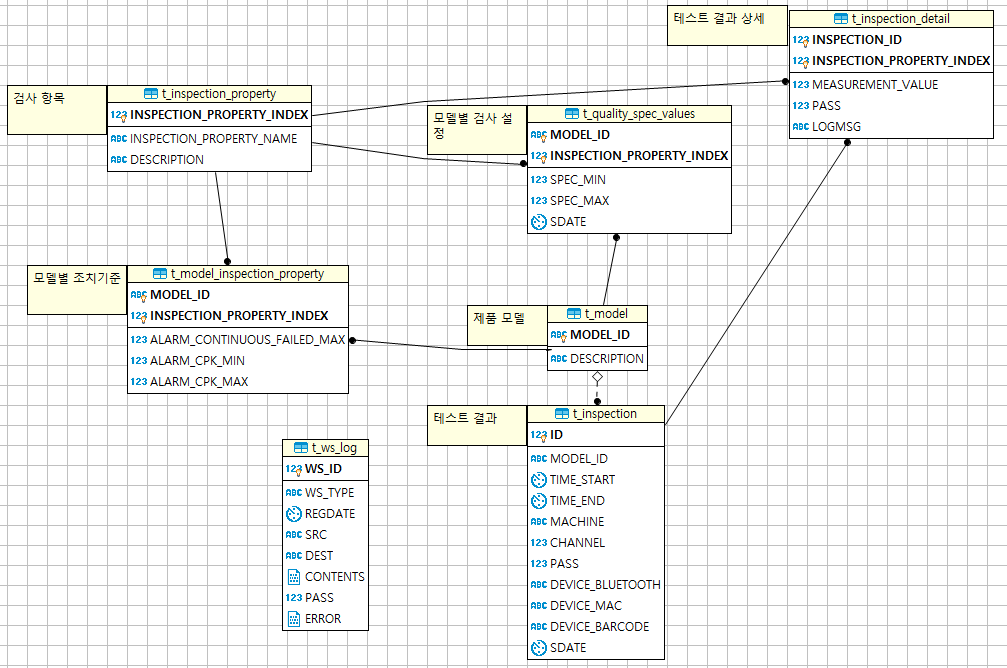 테스트 결과 상세
t_inspection_detail
123 INSPECTION_ID
123 INSPECTION_PROPERTY_INDEX
123 MEASUREMENT_VALUE
123 PASS
ABC LOGMSG
검사 항목
t_inspection_property
123 INSPECTION_PROPERTY_INDEX
ABC INSPECTION_PROPERTY_NAME
ABC DESCRIPTION
모델별 검사 설
정
t_quality_spec_values
ABC MODEL_ID
123 INSPECTION_PROPERTY_INDEX
123 SPEC_MIN
123 SPEC_MAX
SDATE
모델별 조치기준
t_model_inspection_property
ABC MODEL_ID
123 INSPECTION_PROPERTY_INDEX
123 ALARM_CONTINUOUS_FAILED_MAX
123 ALARM_CPK_MIN
123 ALARM_CPK_MAX
제품 모델
t_model
ABC MODEL_ID
ABC DESCRIPTION
테스트 결과
t_inspection
123 ID
ABC MODEL_ID
TIME_START
TIME_END
ABC MACHINE
123 CHANNEL
123 PASS
ABC DEVICE_BLUETOOTH
ABC DEVICE_MAC
ABC DEVICE_BARCODE
SDATE
t_ws_log
123 WS_ID
ABC WS_TYPE
REGDATE
ABC SRC
ABC DEST
CONTENTS
123 PASS
ERROR